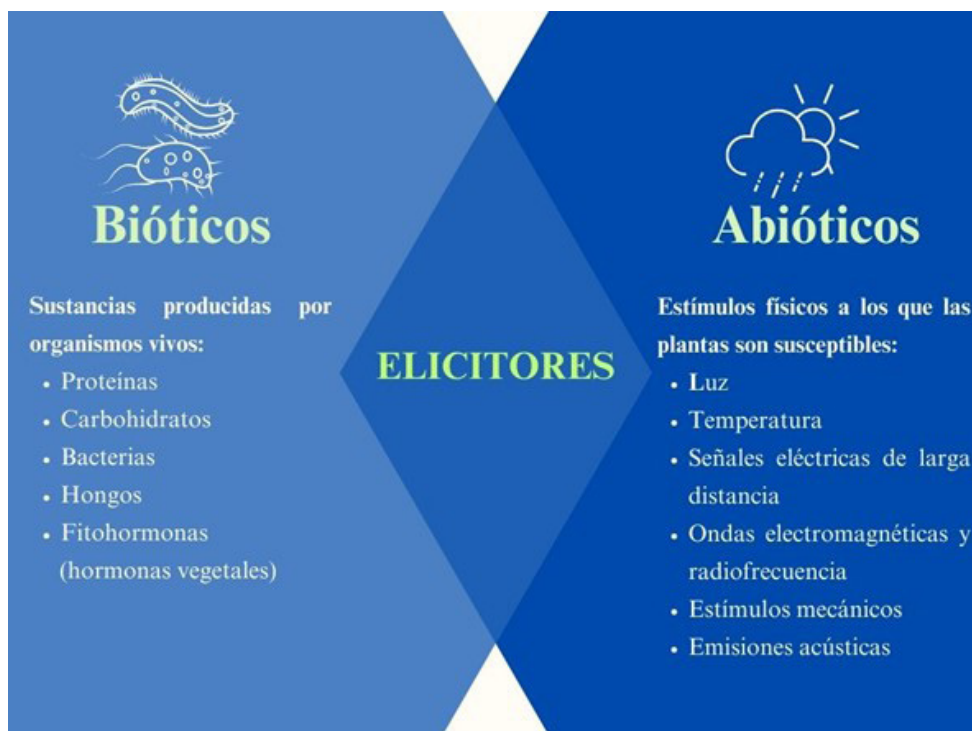 Bióticos
Sustancias producidas por
organismos vivos:
• Proteínas
• Carbohidratos
• Bacterias
• Hongos
• Fitohormonas
(hormonas vegetales)
ELICITORES
Abióticos
Estímulos físicos a los que las
plantas son susceptibles:
• Luz
• Temperatura
• Señales eléctricas de larga
distancia
• Ondas electromagnéticas y
radiofrecuencia
• Estímulos mecánicos
• Emisiones acústicas